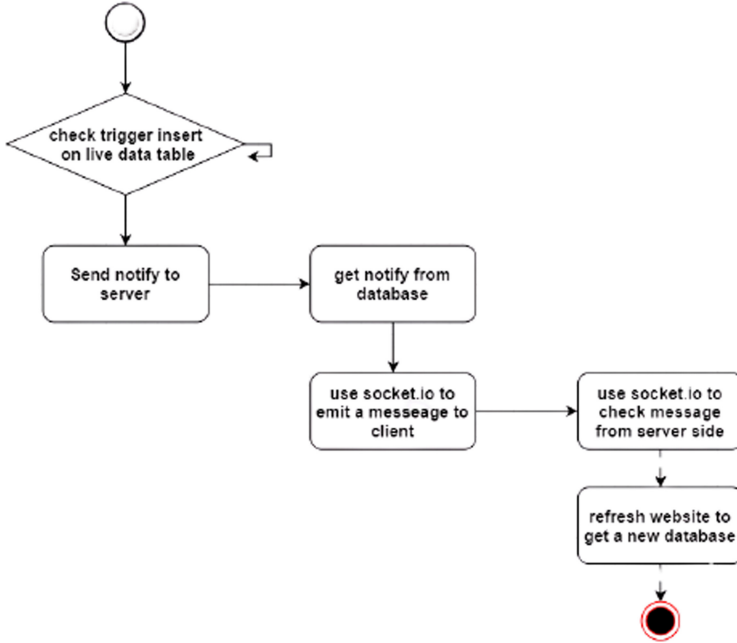 check trigger insert
on live data table
Send notify to
server
get notify from
database
use socket.io to
emit a messeage to
client
use socket.io to
check message
from server side
refresh website to
get a new database